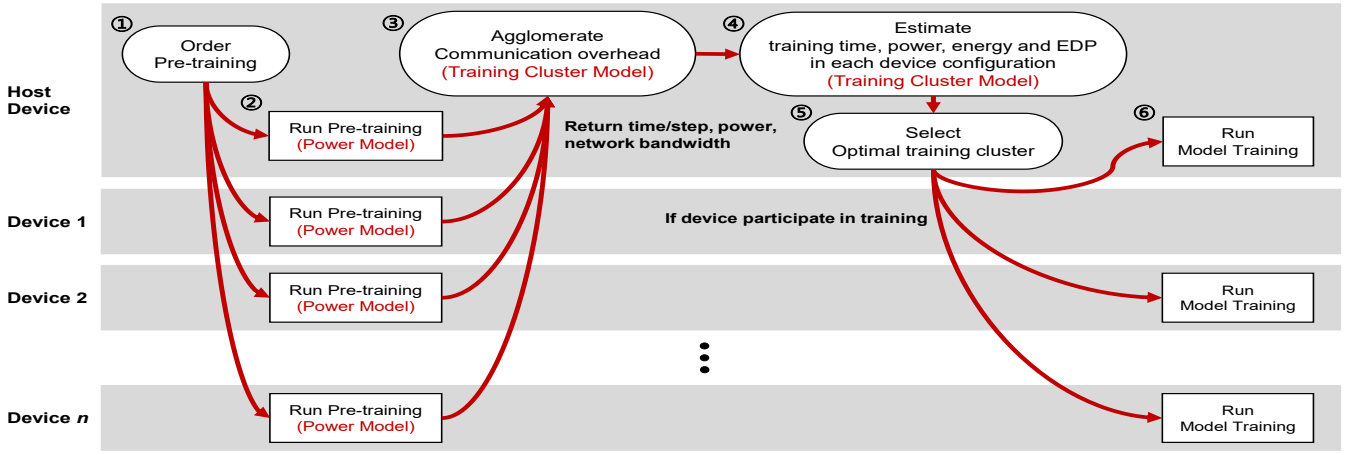 ①
Order
Pre-training
②
Run Pre-training
(Power Model)
③
Agglomerate
Communication overhead
(Training Cluster Model)
④
Estimate
training time, power, energy and EDP
in each device configuration
(Training Cluster Model)
Host
Device
Return time/step, power,
network bandwidth
⑤
Select
Optimal training cluster
⑥
Run
Model Training
Device 1
Run Pre-training
(Power Model)
If device participate in training
Device 2
Run Pre-training
(Power Model)
Run
Model Training
Device n
Run Pre-training
(Power Model)
Run
Model Training